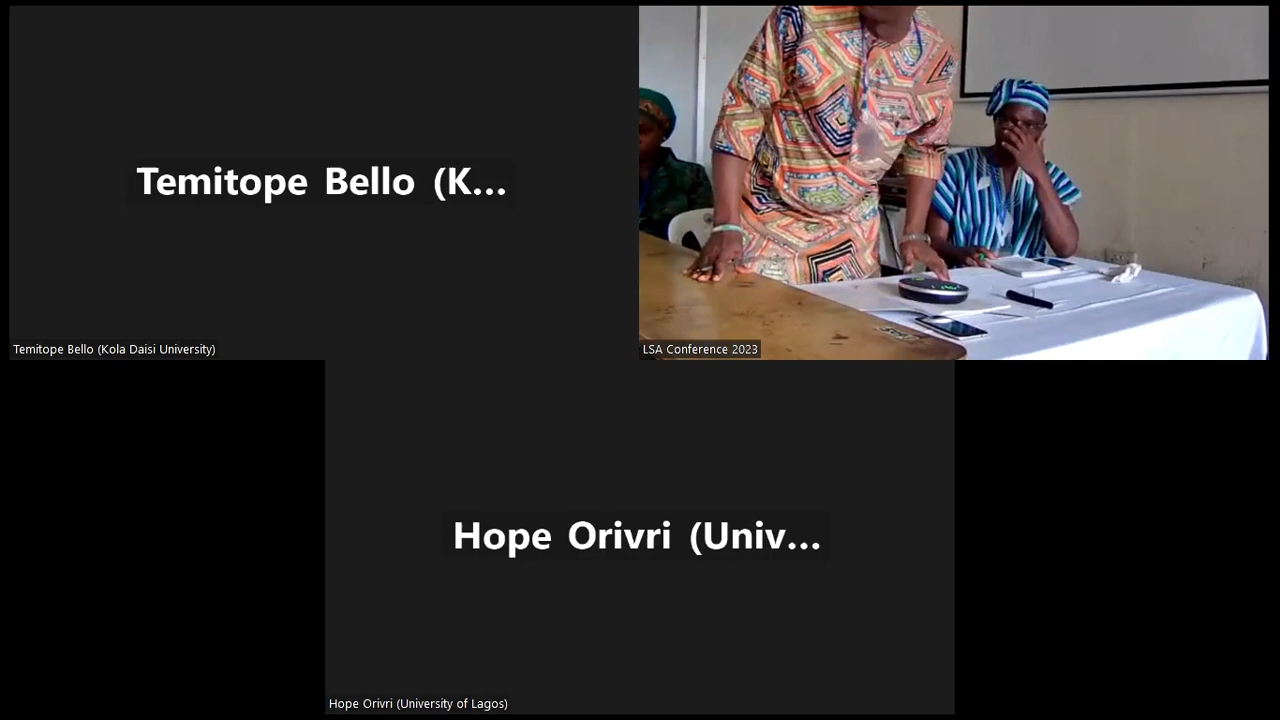 Temitope Bello (K...
Temitope Bello (Kola Daisi University)
LSA Conference 2023
Hope Orivri (Univ...
Hope Orivri (University of Lagos)